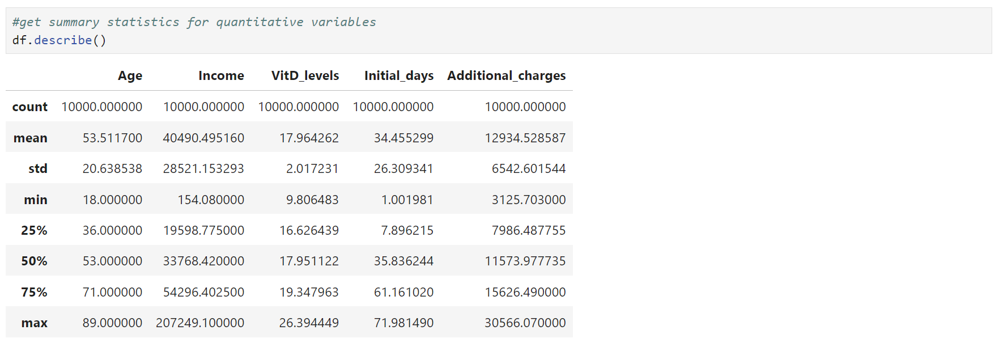 #get summary statistics for quantitative variables
df.describe()
Age Income VitD_levels Initial_days Additional_charges
count 10000.000000 10000.000000 10000.000000 10000.000000 10000.000000
mean 53.511700 40490.495160 17.964262 34.455299 12934.528587
std 20.638538 28521.153293 2.017231 26.309341 6542.601544
min 18.000000 154.080000 9.806483 1.001981 3125.703000
25% 36.000000 19598.775000 16.626439 7.896215 7986.487755
50% 53.000000 33768.420000 17.951122 35.836244 11573.977735
75% 71.000000 54296.402500 19.347963 61.161020 15626.490000
max 89.000000 207249.100000 26.394449 71.981490 30566.070000